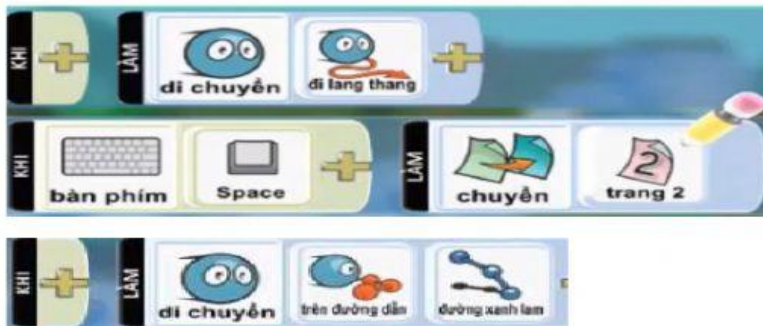 KHI LÀM di chuyển đi lang thang
KHI bàn phím Space LÀM chuyển 2 trang 2
KHI LÀM di chuyển trên đường dẫn đường xanh lam